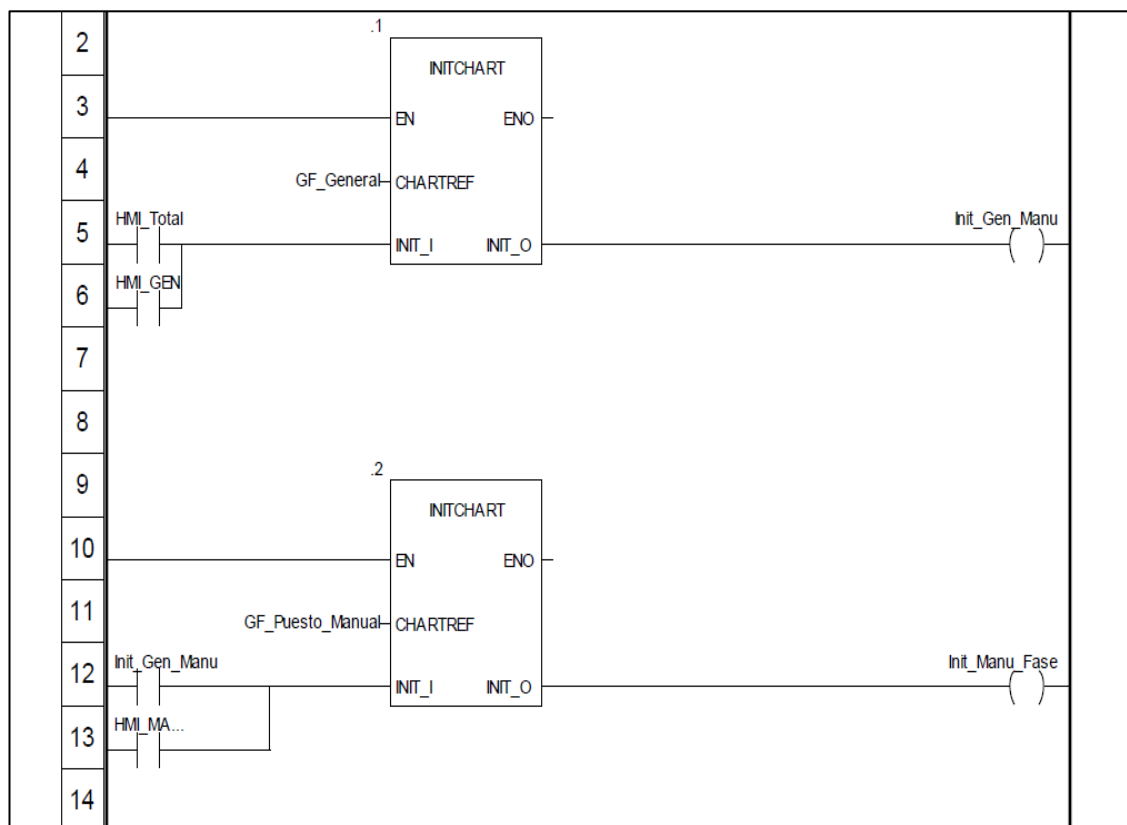 .1
2
INITCHART
3
EN ENO
4
GF_General CHARTREF
HMI_Total Init_Gen_Manu
5
INIT_I INIT_O
HMI_GEN
6
7
8
.2
9
INITCHART
10
EN ENO
11
GF_Puesto_Manual CHARTREF
Init_Gen_Manu Init_Manu_Fase
12
INIT_I INIT_O
HMI_MA...
13
14